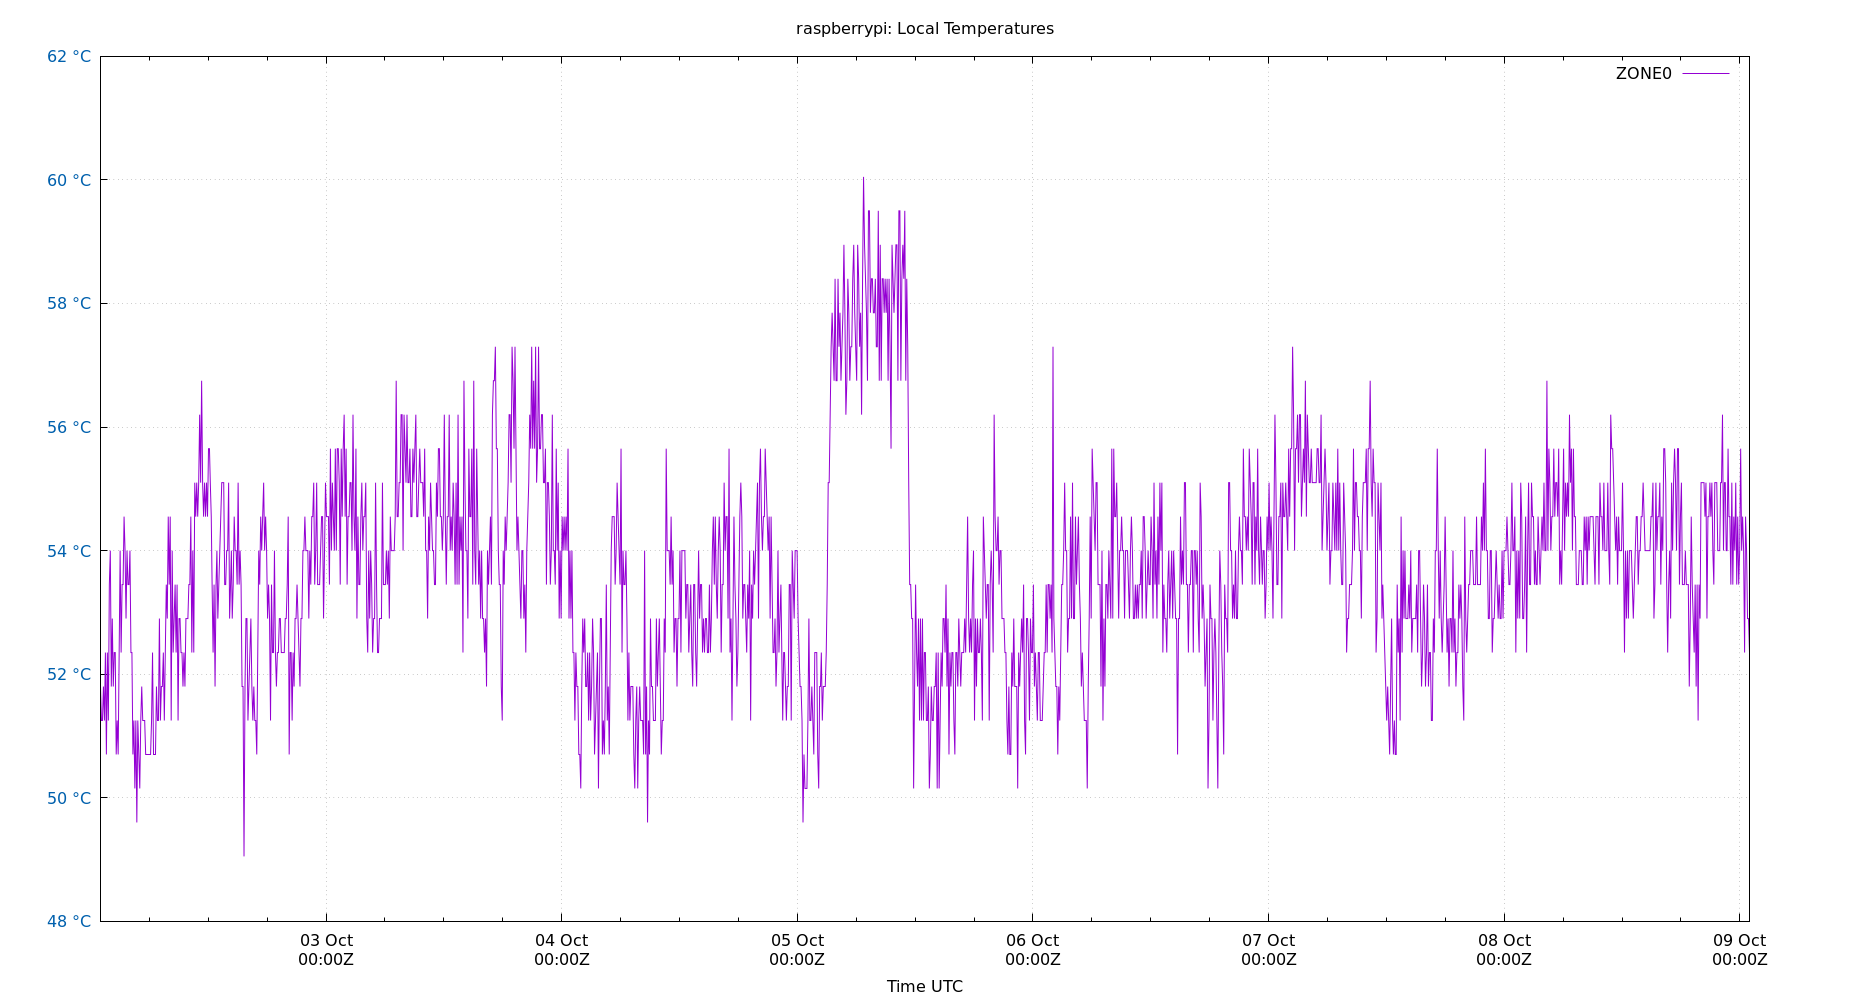 raspberrypi: Local Temperatures
ZONE0
62 °C
60 °C
58 °C
56 °C
54 °C
52 °C
50 °C
48 °C
03 Oct
00:00Z
04 Oct
00:00Z
05 Oct
00:00Z
06 Oct
00:00Z
07 Oct
00:00Z
08 Oct
00:00Z
09 Oct
00:00Z
Time UTC